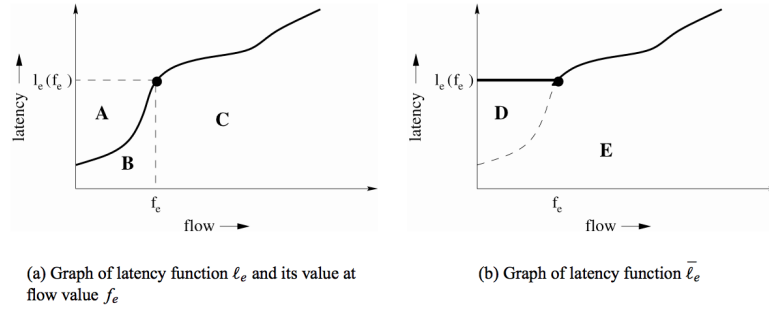 l_e(f_e)
A
B
C
latency
f_e
flow
(a) Graph of latency function ℓ_e and its value at
flow value f_e
l_e(f_e)
D
E
latency
f_e
flow
(b) Graph of latency function \bar{ℓ}_e